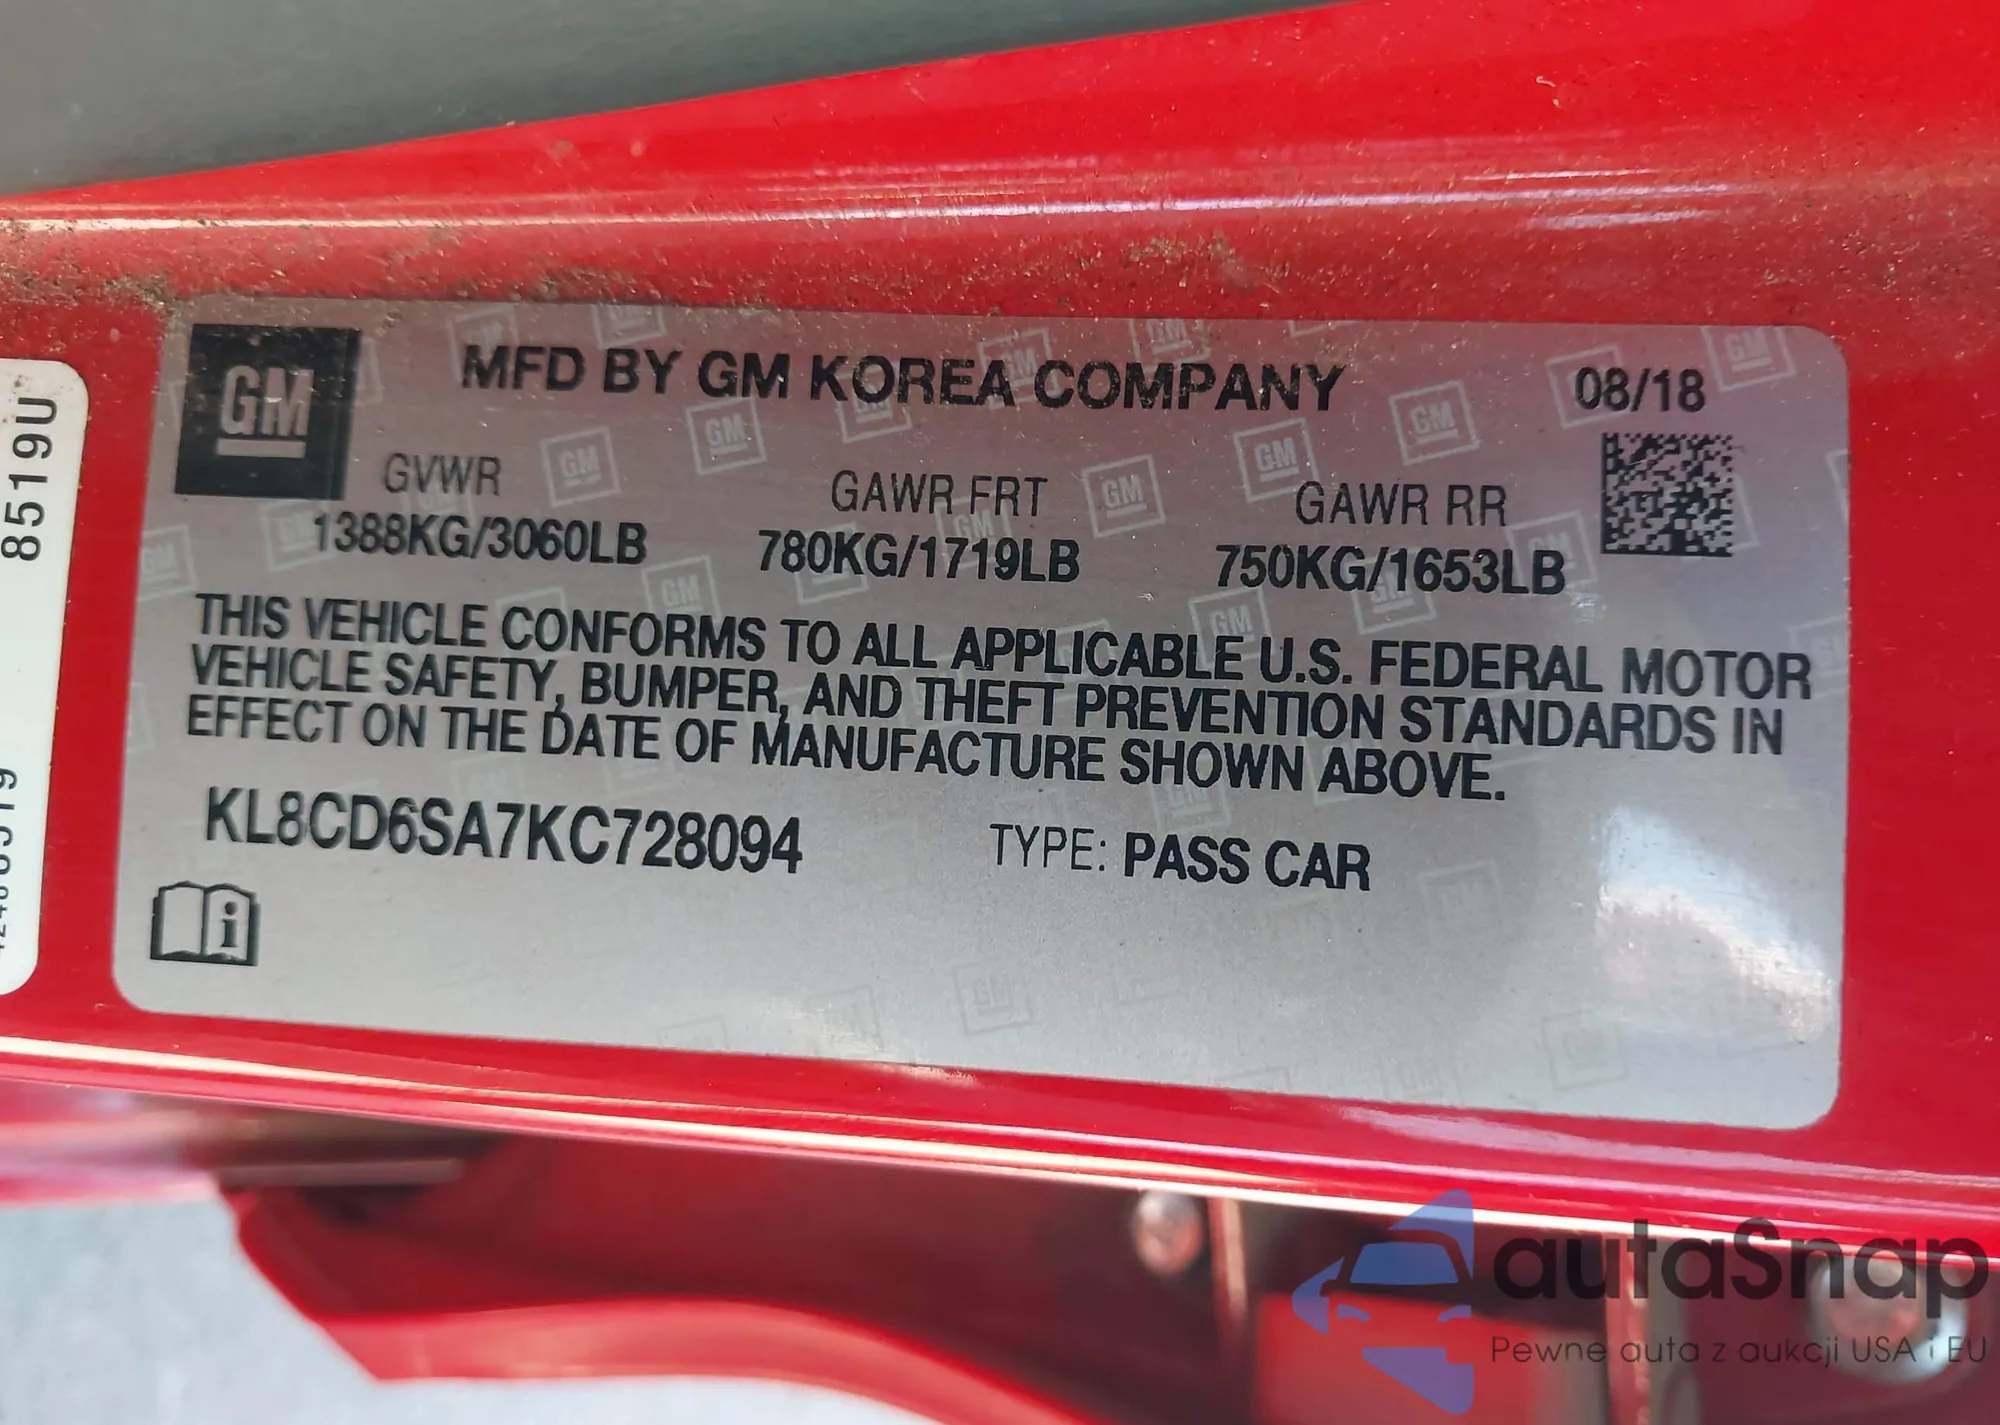 GM
MFD BY GM KOREA COMPANY
08/18
GVWR
GAWR FRT
GAWR RR
1388KG/3060LB
780KG/1719LB
750KG/1653LB
THIS VEHICLE CONFORMS TO ALL APPLICABLE U.S. FEDERAL MOTOR
VEHICLE SAFETY, BUMPER, AND THEFT PREVENTION STANDARDS IN
EFFECT ON THE DATE OF MANUFACTURE SHOWN ABOVE.
KL8CD6SA7KC728094
TYPE: PASS CAR
8519U
autaSnap
Pewne auta z aukcji USA i EU